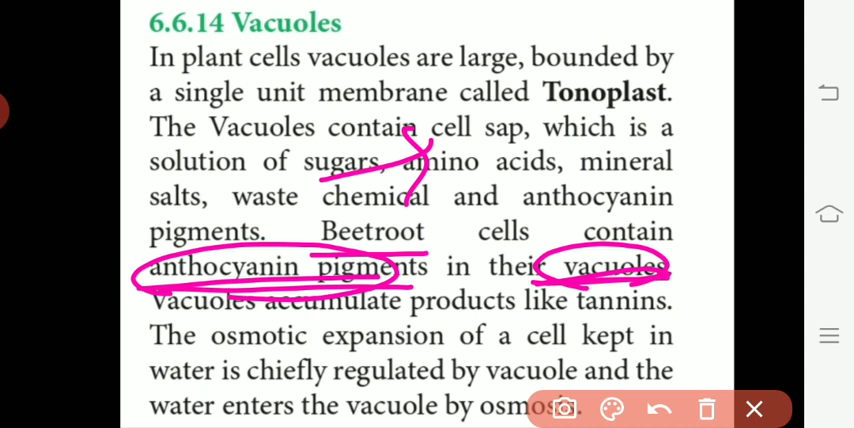 6.6.14 Vacuoles
In plant cells vacuoles are large, bounded by
a single unit membrane called Tonoplast.
The Vacuoles contain cell sap, which is a
solution of sugars, amino acids, mineral
salts, waste chemical and anthocyanin
pigments. Beetroot cells contain
anthocyanin pigments in their vacuoles.
Vacuoles accumulate products like tannins.
The osmotic expansion of a cell kept in
water is chiefly regulated by vacuole and the
water enters the vacuole by osmosis.